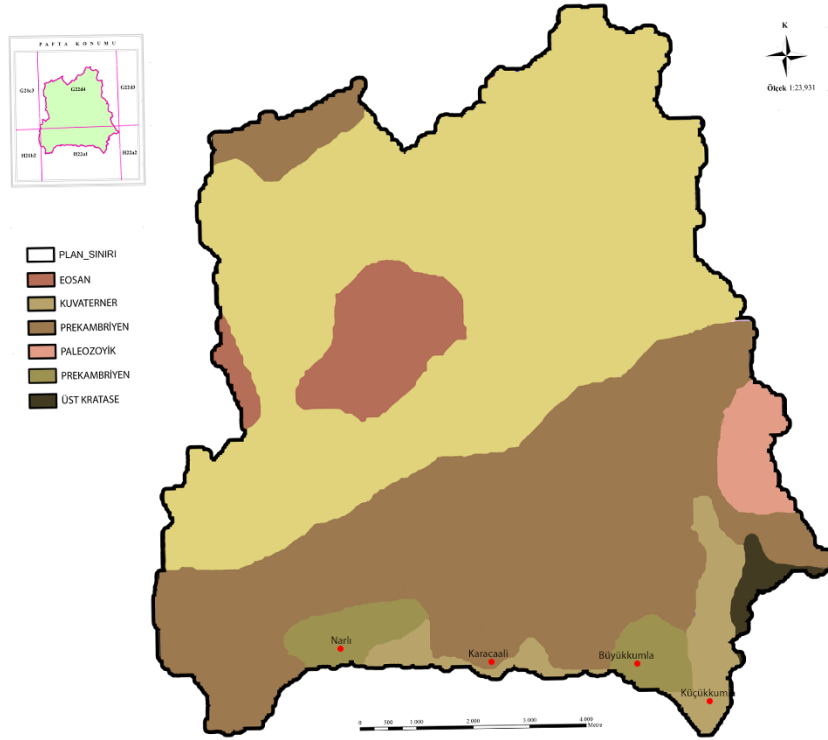 PAFTA KONUMU
G21c3
G22d4
G22d3
H21b2
H22a1
H22a2
K
Ölçek 1:23,931
PLAN_SINIRI
EOSAN
KUVATERNER
PREKAMBRİYEN
PALEOZOYİK
PREKAMBRİYEN
ÜST KRATASE
Narlı
Karacaali
Büyükkumla
Küçükkumla
0 500 1.000 2.000 3.000 4.000
Metre